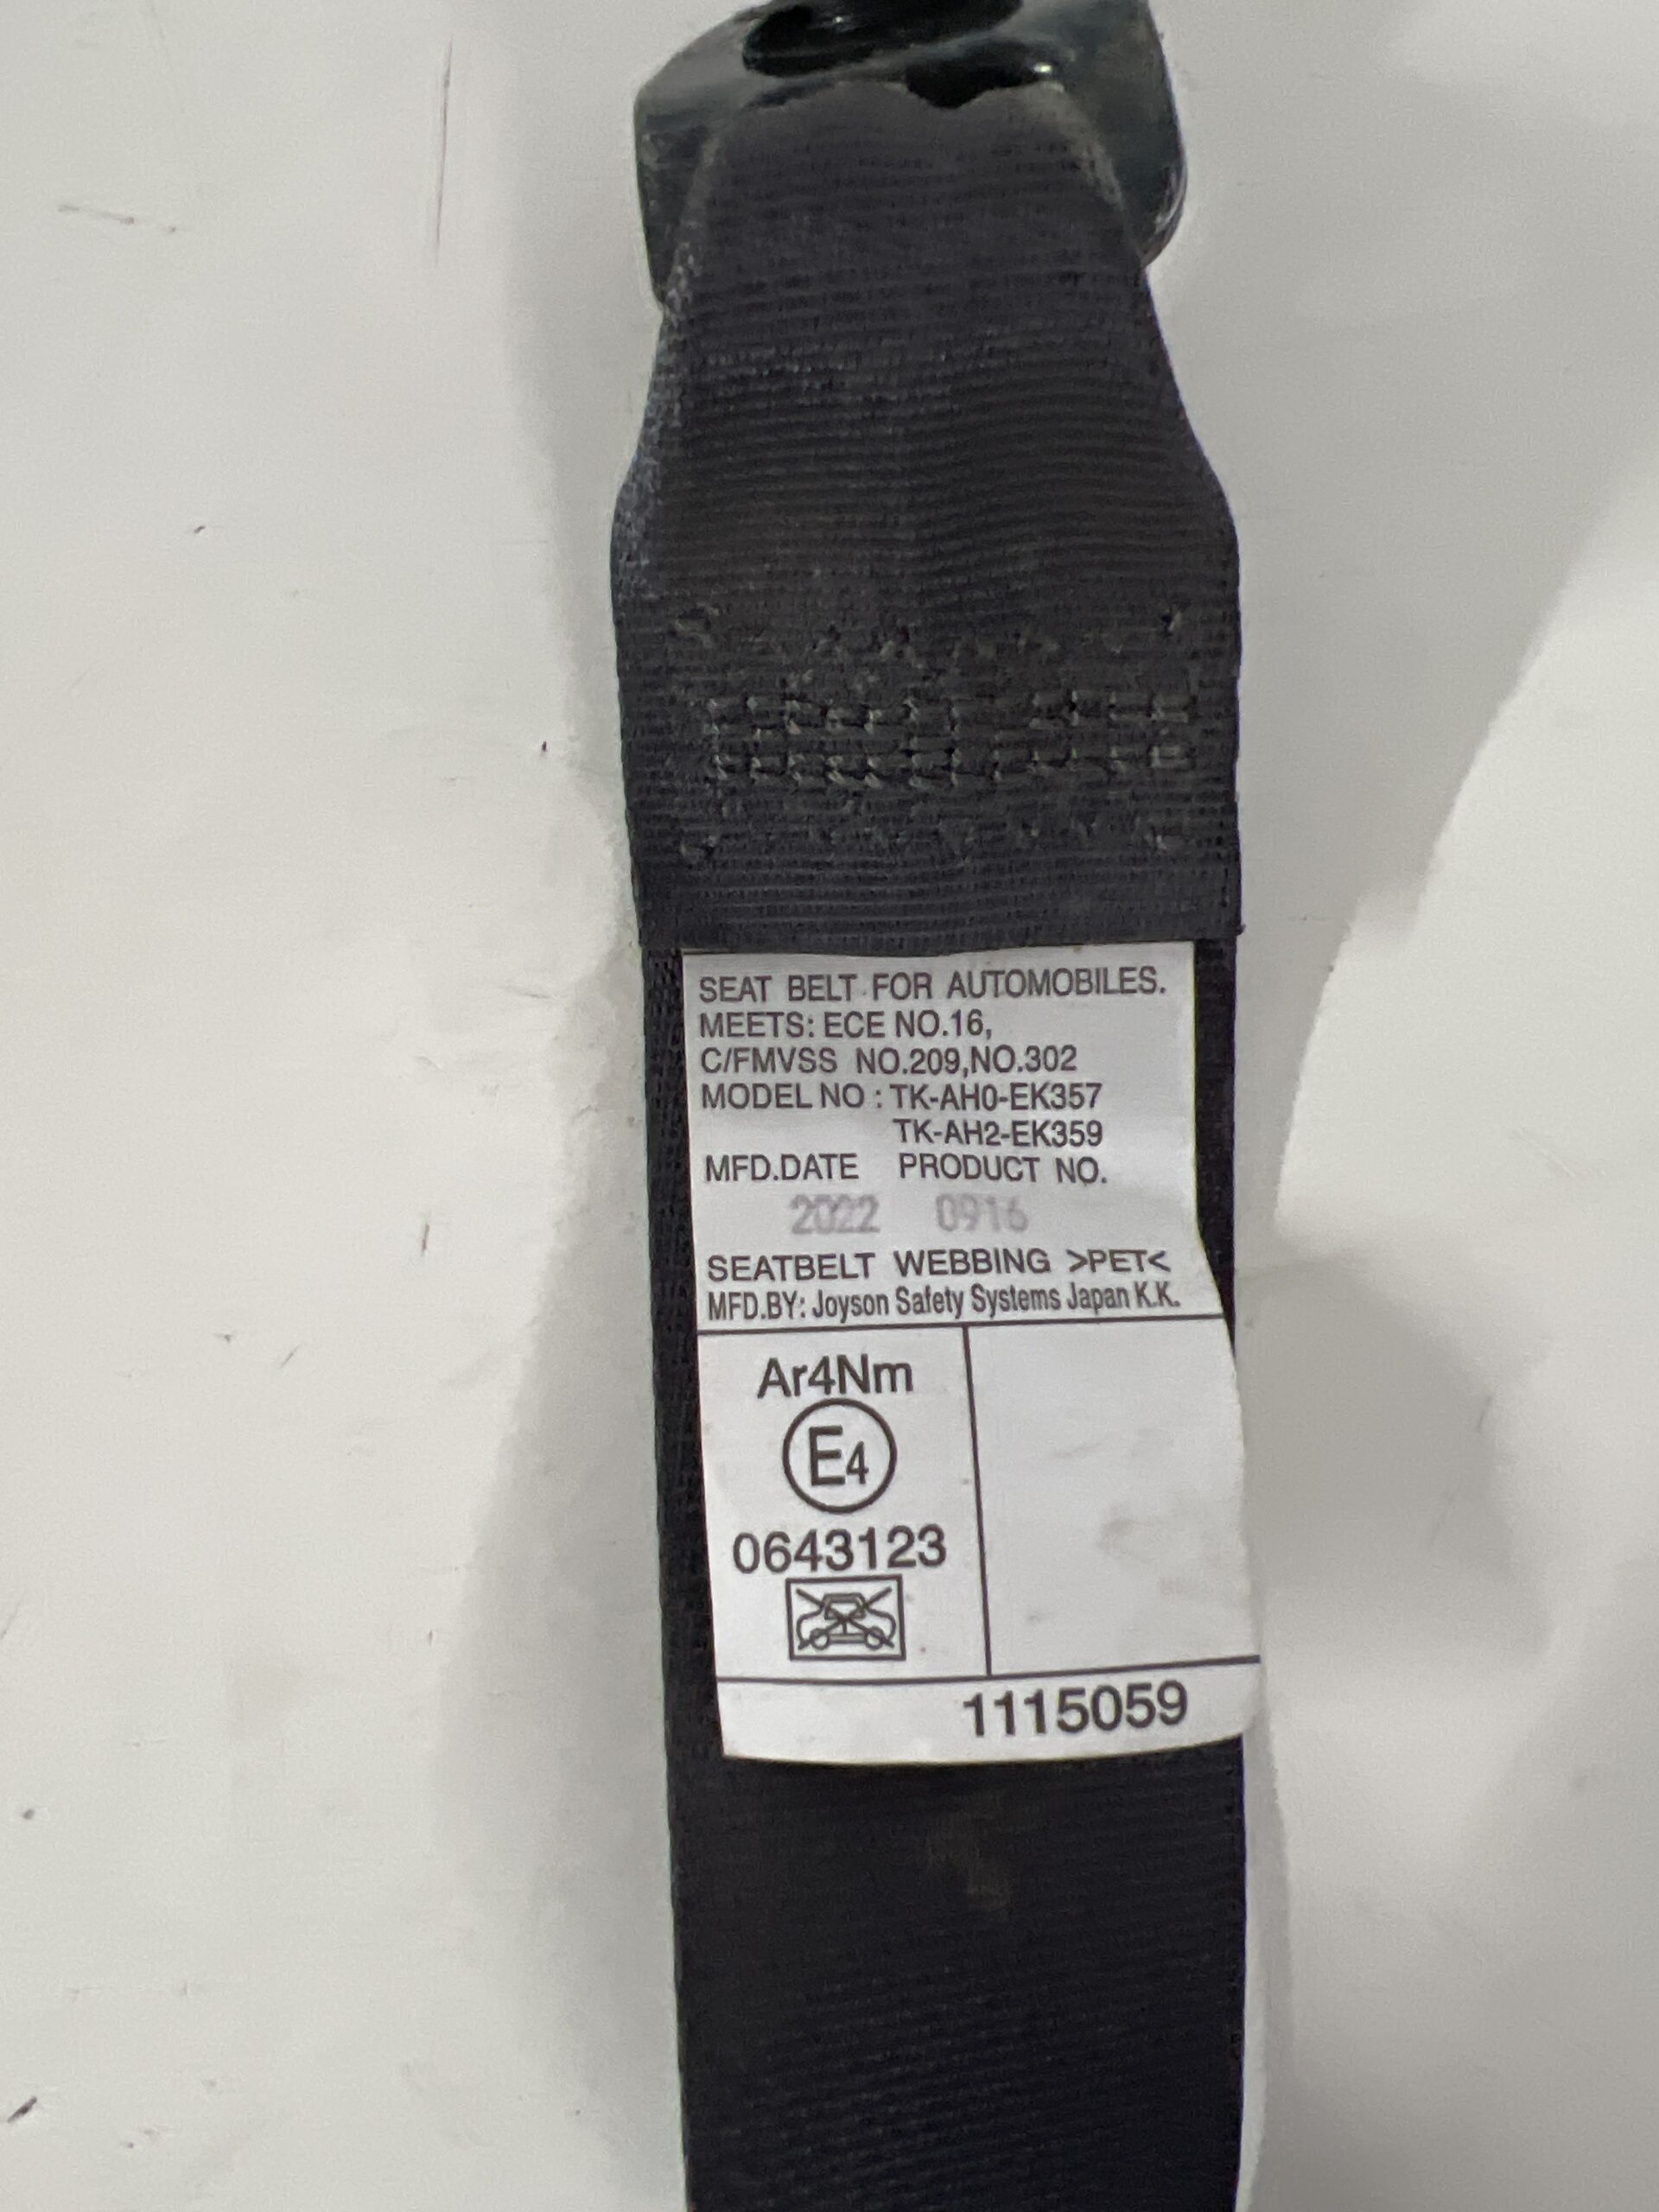 SEAT BELT FOR AUTOMOBILES.
MEETS: ECE NO.16,
C/FMVSS NO.209,NO.302
MODEL NO : TK-AH0-EK357
TK-AH2-EK359
MFD.DATE PRODUCT NO.
2022 0916
SEATBELT WEBBING >PET<
MFD.BY: Joyson Safety Systems Japan K.K.
Ar4Nm
E4
0643123
1115059